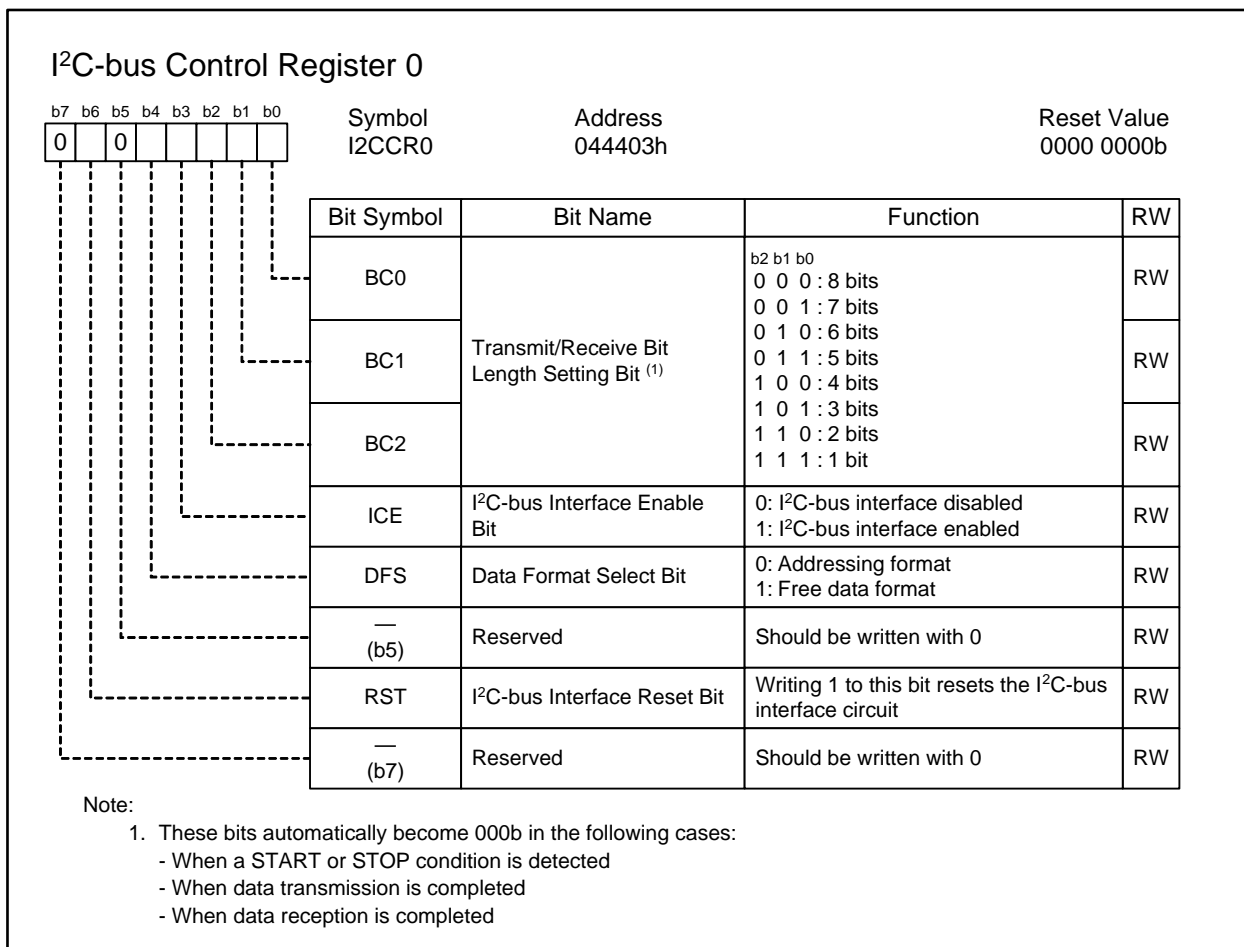 I²C-bus Control Register 0
b7 b6 b5 b4 b3 b2 b1 b0
0 0
Symbol Address Reset Value
I2CCR0 044403h 0000 0000b
Bit Symbol Bit Name Function RW
BC0
BC1
BC2
Transmit/Receive Bit
Length Setting Bit (1)
b2 b1 b0
0 0 0 : 8 bits
0 0 1 : 7 bits
0 1 0 : 6 bits
0 1 1 : 5 bits
1 0 0 : 4 bits
1 0 1 : 3 bits
1 1 0 : 2 bits
1 1 1 : 1 bit
RW
RW
RW
ICE
I²C-bus Interface Enable
Bit
0: I²C-bus interface disabled
1: I²C-bus interface enabled
RW
DFS
Data Format Select Bit
0: Addressing format
1: Free data format
RW
—
(b5)
Reserved
Should be written with 0
RW
RST
I²C-bus Interface Reset Bit
Writing 1 to this bit resets the I²C-bus
interface circuit
RW
—
(b7)
Reserved
Should be written with 0
RW
Note:
1. These bits automatically become 000b in the following cases:
- When a START or STOP condition is detected
- When data transmission is completed
- When data reception is completed